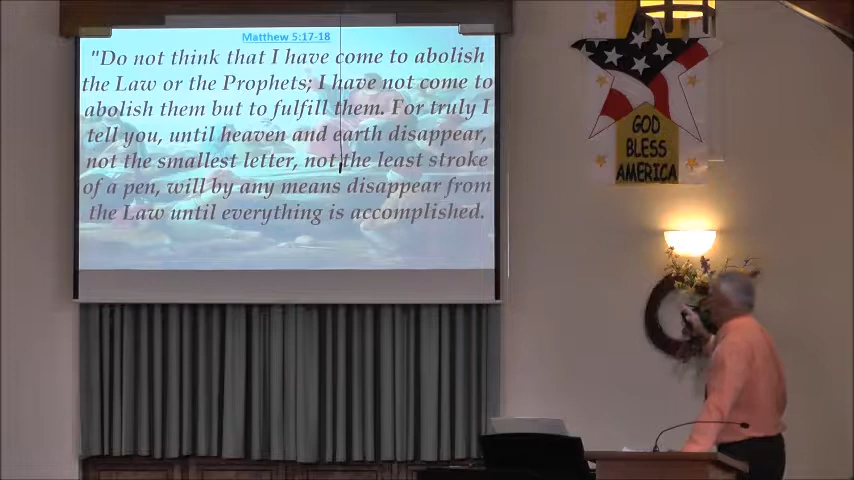 Matthew 5:17-18
"Do not think that I have come to abolish
the Law or the Prophets; I have not come to
abolish them but to fulfill them. For truly I
tell you, until heaven and earth disappear,
not the smallest letter, not the least stroke
of a pen, will by any means disappear from
the Law until everything is accomplished.
GOD
BLESS
AMERICA